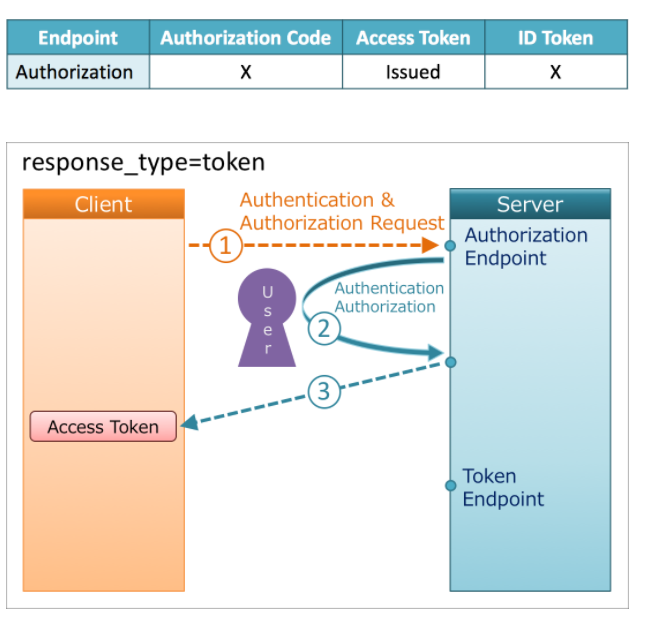 Endpoint Authorization Code Access Token ID Token
Authorization X Issued X
response_type=token
Client
Authentication &
Authorization Request
Server
1
Authorization
Endpoint
User
Authentication
Authorization
2
3
Access Token
Token
Endpoint